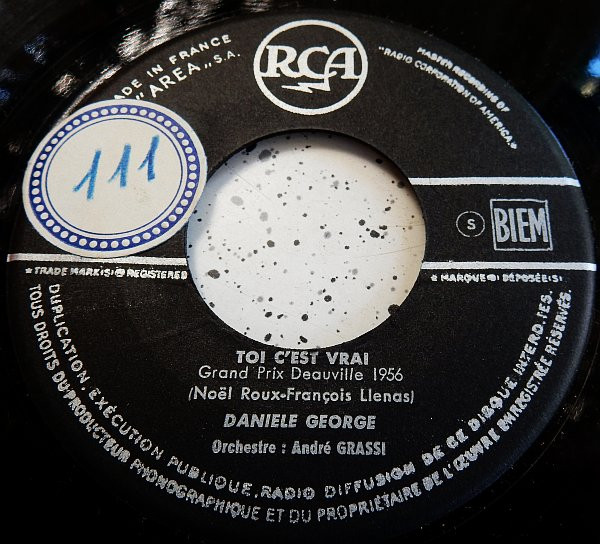 RCA
MADE IN FRANCE
"AREA" S.A.
MASTER RECORDING OF
"RADIO CORPORATION OF AMERICA"
111
S
BIEM
TRADE MARK(S) ® REGISTERED
MARQUE(S) DÉPOSÉE(S)
TOI C'EST VRAI
Grand Prix Deauville 1956
(Noël Roux-François Llenas)
DANIELE GEORGE
Orchestre : André GRASSI
DUPLICATION EXÉCUTION PUBLIQUE, RADIO DIFFUSION DE CE DISQUE INTERDITES.
TOUS DROITS DU PRODUCTEUR PHONOGRAPHIQUE ET DU PROPRIÉTAIRE DE L'ŒUVRE ENREGISTRÉE RÉSERVÉS.